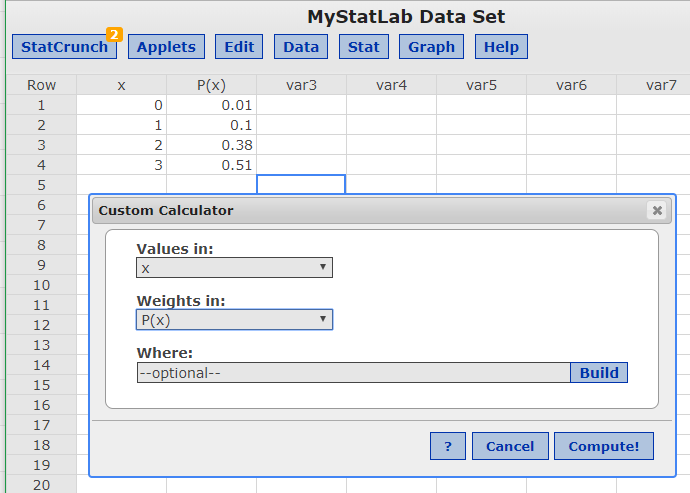 MyStatLab Data Set
StatCrunch 2 Applets Edit Data Stat Graph Help
Row x P(x) var3 var4 var5 var6 var7
1 0 0.01
2 1 0.1
3 2 0.38
4 3 0.51
5
6
Custom Calculator
7
8
Values in:
9
x
10
Weights in:
11
P(x)
12
13
Where:
14
--optional-- Build
15
16
17
18
? Cancel Compute!
19
20